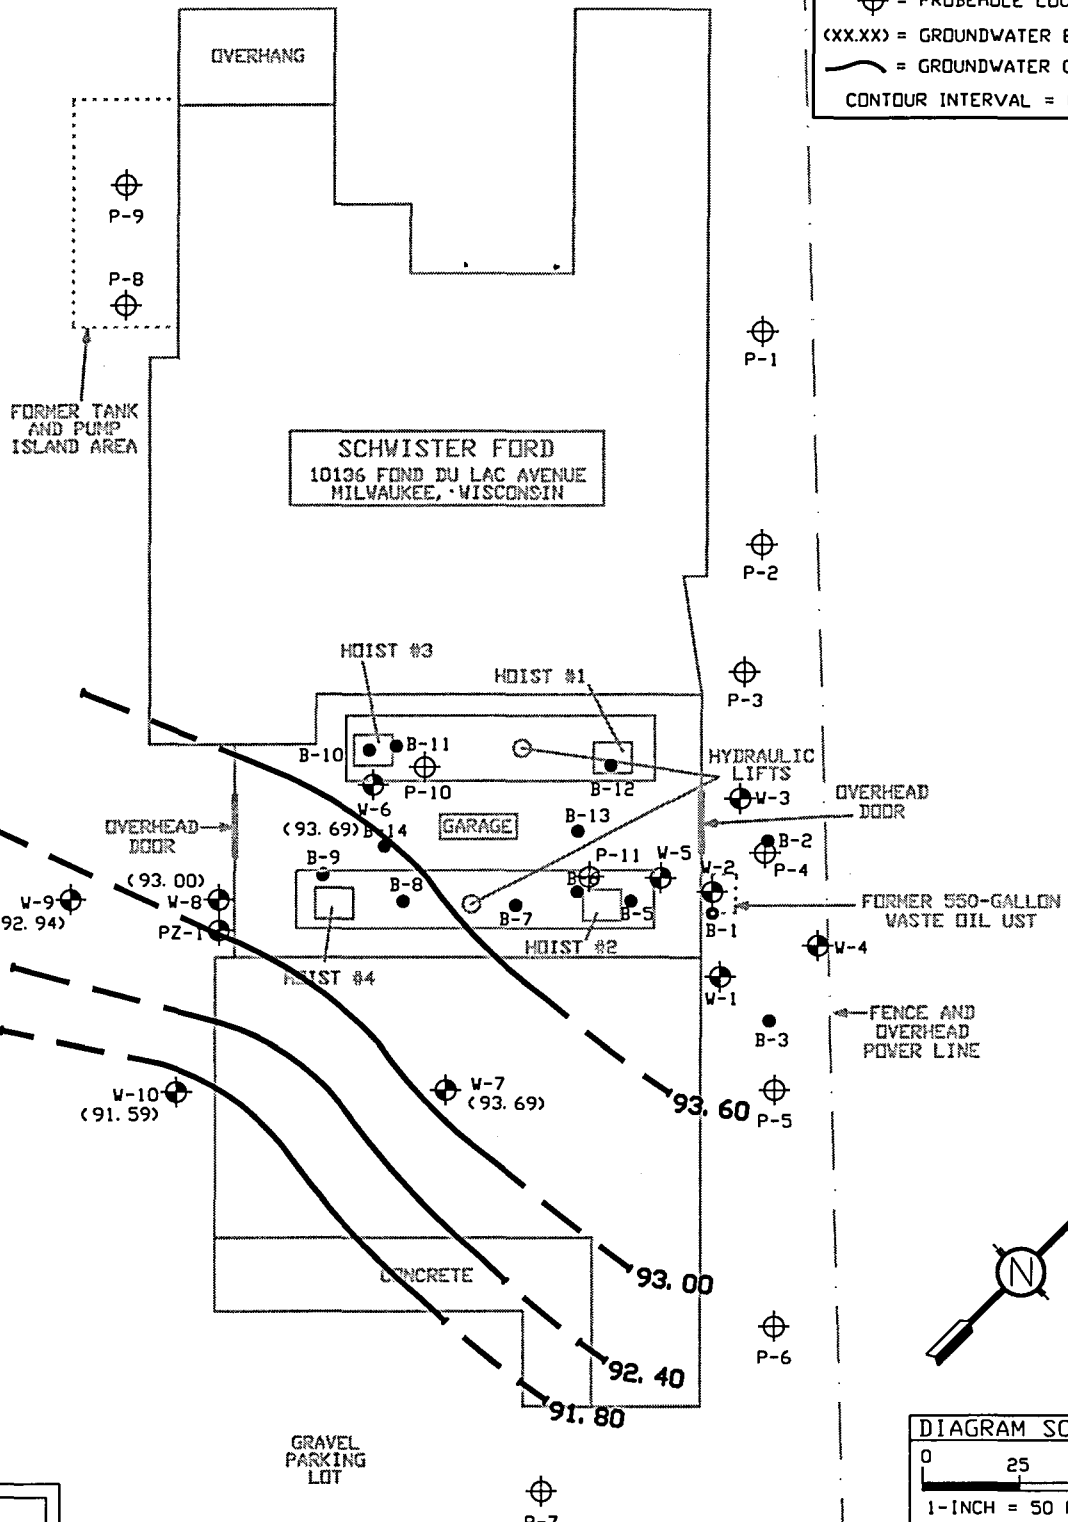 = PROBEHOLE
(XX.XX) = GROUNDWATER
= GROUNDWATER
CONTOUR INTERVAL =
OVERHANG
P-9
P-8
P-1
FORMER TANK
AND PUMP
ISLAND AREA
SCHWISTER FORD
10136 FOND DU LAC AVENUE
MILWAUKEE, WISCONSIN
P-2
HOIST #3
HOIST #1
P-3
B-10
B-11
P-10
B-12
HYDRAULIC
LIFTS
W-3
OVERHEAD
DOOR
W-6
(93.69)
B-14
GARAGE
B-13
OVERHEAD
DOOR
B-2
P-4
B-9
P-11
W-5
W-2
(93.00)
W-8
W-9
92.94)
B-8
B-7
B-5
B-1
FORMER 550-GALLON
WASTE OIL UST
PZ-1
HOIST #2
W-4
HOIST #4
W-1
B-3
FENCE AND
OVERHEAD
POWER LINE
W-10
(91.59)
W-7
(93.69)
93.60
P-5
CONCRETE
93.00
N
P-6
92.40
91.80
GRAVEL
PARKING
LOT
DIAGRAM
0
25
1-INCH = 50
P-7